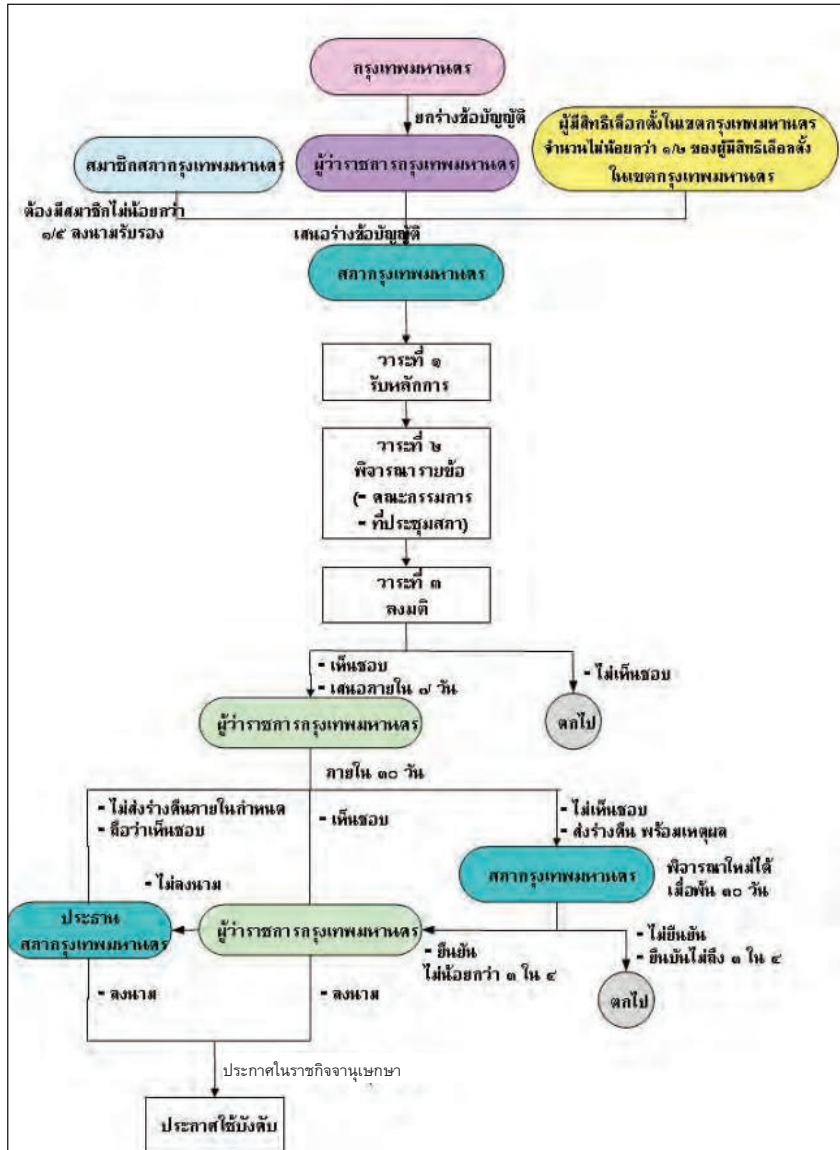 กรุงเทพมหานคร
ยกร่างข้อบัญญัติ
สมาชิกสภากรุงเทพมหานคร
ผู้ว่าราชการกรุงเทพมหานคร
ผู้มีสิทธิเลือกตั้งในเขตกรุงเทพมหานคร
จำนวนไม่น้อยกว่า ๑/๒ ของผู้มีสิทธิเลือกตั้ง
ในเขตกรุงเทพมหานคร
ต้องมีสมาชิกไม่น้อยกว่า
๑/๕ ลงนามรับรอง
เสนอร่างข้อบัญญัติ
สภากรุงเทพมหานคร
วาระที่ ๑
รับหลักการ
วาระที่ ๒
พิจารณารายข้อ
(- คณะกรรมการ
- ที่ประชุมสภา)
วาระที่ ๓
ลงมติ
- เห็นชอบ
- เสนอภายใน ๗ วัน
- ไม่เห็นชอบ
ผู้ว่าราชการกรุงเทพมหานคร
ตกไป
ภายใน ๓๐ วัน
- ไม่ส่งร่างคืนภายในกำหนด
- ถือว่าเห็นชอบ
- เห็นชอบ
- ไม่เห็นชอบ
- ส่งร่างคืน พร้อมเหตุผล
สภากรุงเทพมหานคร
พิจารณาใหม่ได้
เมื่อพ้น ๓๐ วัน
- ไม่ลงนาม
ประธาน
สภากรุงเทพมหานคร
ผู้ว่าราชการกรุงเทพมหานคร
- ยืนยัน
ไม่น้อยกว่า ๓ ใน ๔
- ไม่ยืนยัน
- ยืนยันไม่ถึง ๓ ใน ๔
ตกไป
- ลงนาม
- ลงนาม
ประกาศในราชกิจจานุเษกษา
ประกาศใช้บังคับ